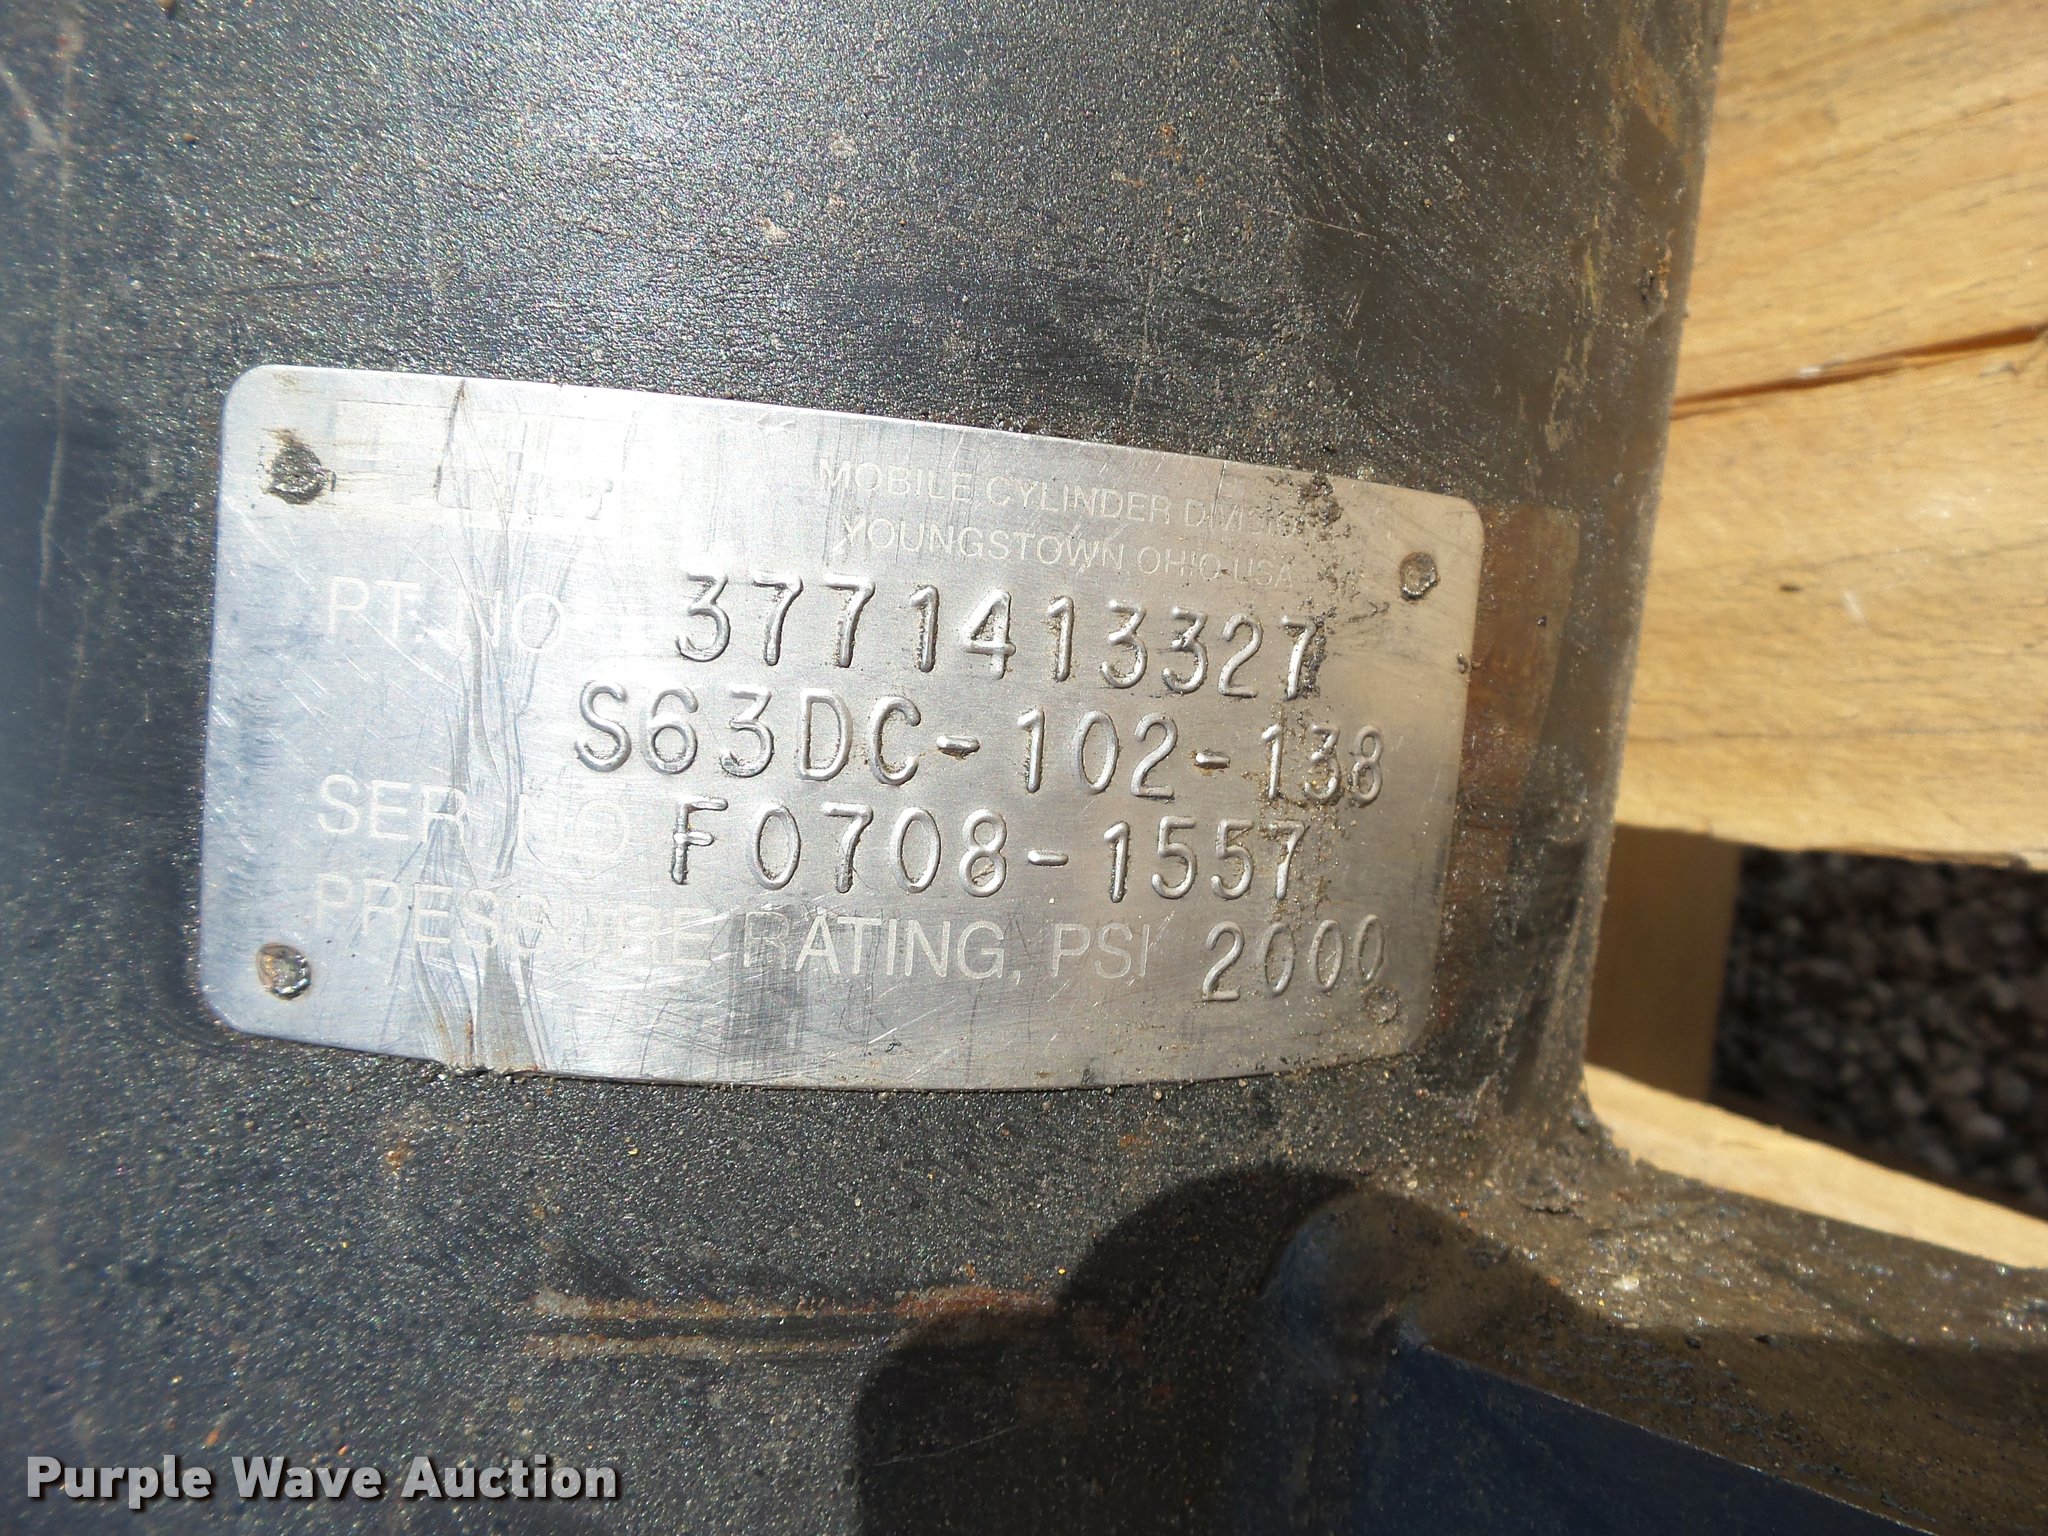 MOBILE CYLINDER DIVISION
YOUNGSTOWN OHIO USA
PT. NO 3771413327
S63DC-102-138
SER. NO F0708-1557
PRESSURE RATING, PSI 2000
Purple Wave Auction